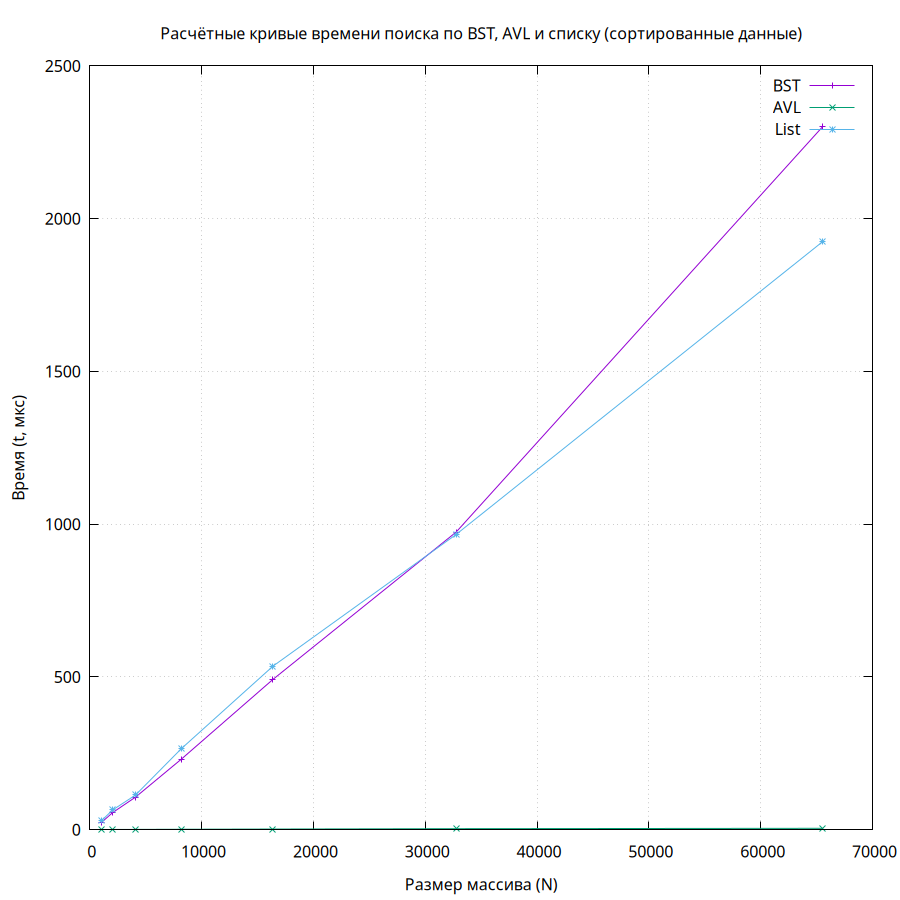 Расчётные кривые времени поиска по BST, AVL и списку (сортированные данные)
2500
2000
1500
1000
500
0
Время (t, мкс)
BST
AVL
List
0 10000 20000 30000 40000 50000 60000 70000
Размер массива (N)